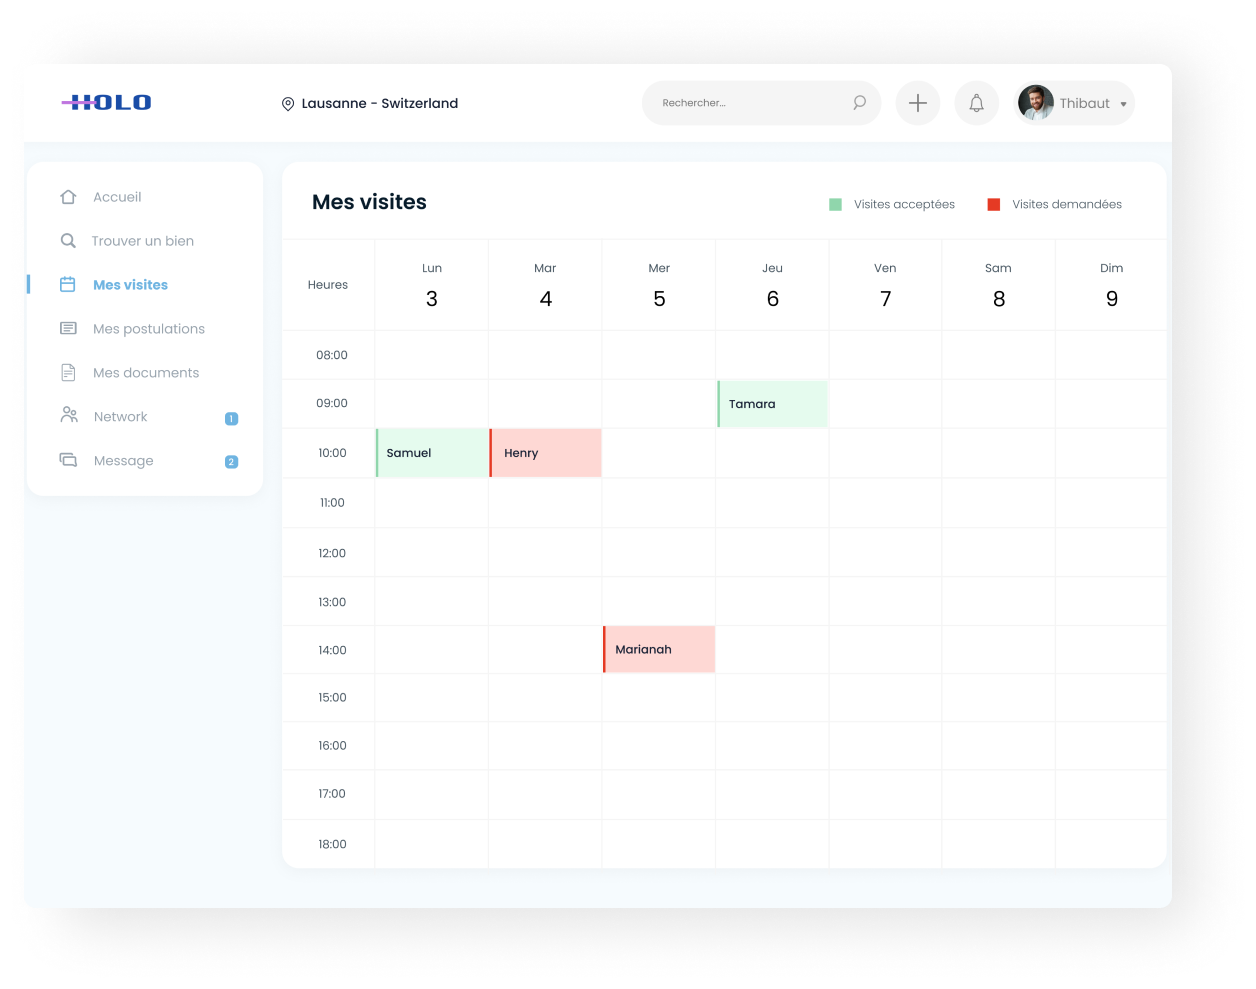 HOLO
Lausanne - Switzerland
Rechercher...
Thibaut
Accueil
Trouver un bien
Mes visites
Mes postulations
Mes documents
Network 1
Message 2
Mes visites
Visites acceptées
Visites demandées
Heures
Lun Mar Mer Jeu Ven Sam Dim
3 4 5 6 7 8 9
08:00
09:00 Tamara
10:00 Samuel Henry
11:00
12:00
13:00
14:00 Marianah
15:00
16:00
17:00
18:00